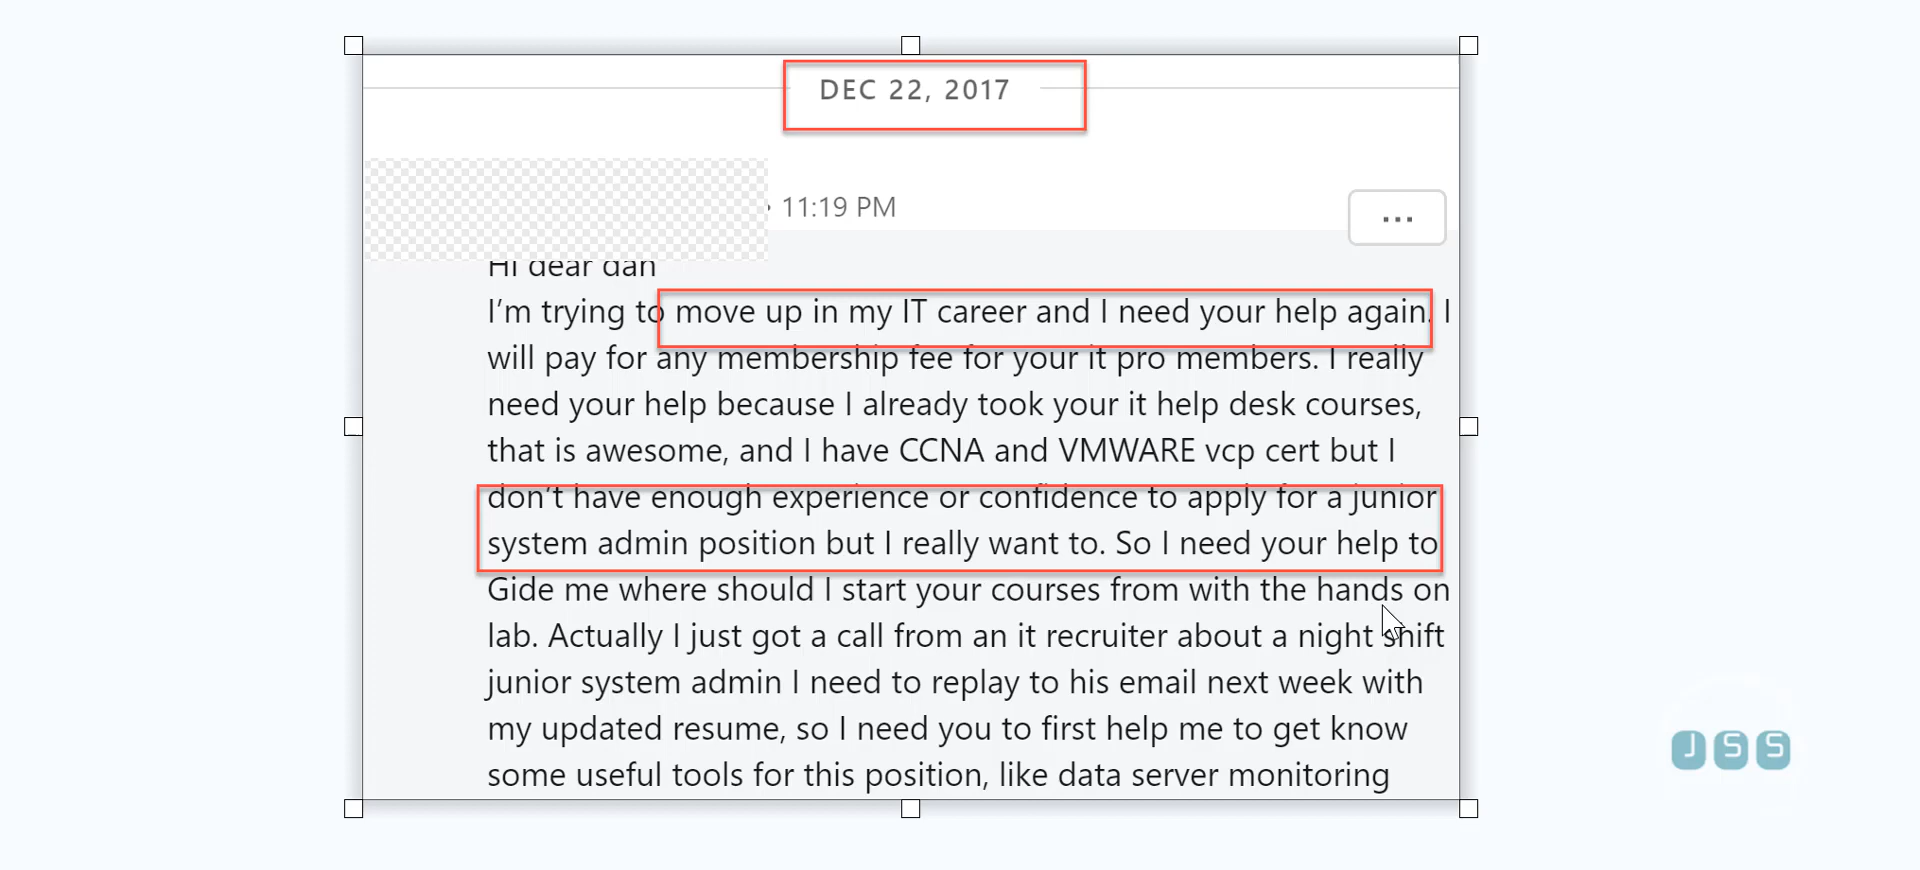 DEC 22, 2017
• 11:19 PM
...
Hi dear dan
I'm trying to move up in my IT career and I need your help again. I
will pay for any membership fee for your it pro members. I really
need your help because I already took your it help desk courses,
that is awesome, and I have CCNA and VMWARE vcp cert but I
don't have enough experience or confidence to apply for a junior
system admin position but I really want to. So I need your help to
Gide me where should I start your courses from with the hands on
lab. Actually I just got a call from an it recruiter about a night shift
junior system admin I need to replay to his email next week with
my updated resume, so I need you to first help me to get know
some useful tools for this position, like data server monitoring
JSS